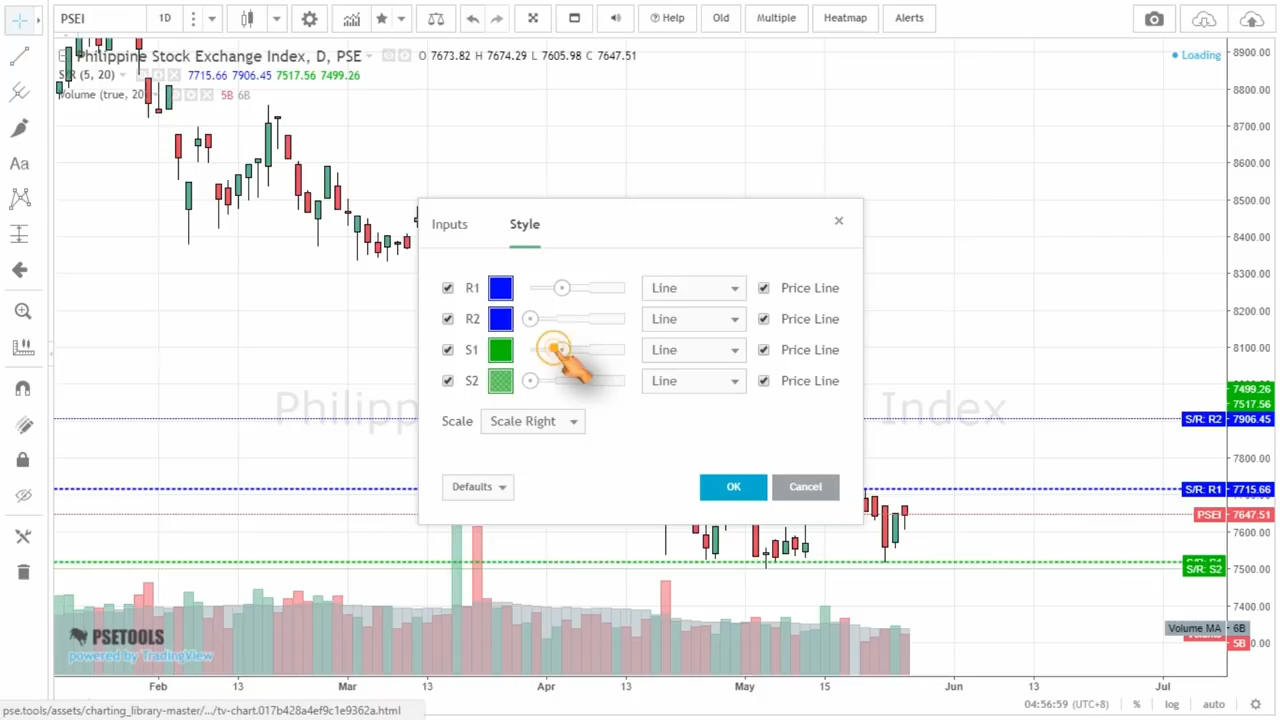 PSEI 1D Help Old Multiple Heatmap Alerts
Philippine Stock Exchange Index, D, PSE O 7673.82 H 7674.29 L 7605.98 C 7647.51
Loading
S/R (5, 20) 7715.66 7906.45 7517.56 7499.26
Volume (true, 20) 5B 6B
Aa
8900.00
8800.00
8700.00
8600.00
8500.00
8400.00
8300.00
8200.00
8100.00
7499.26
7517.56
S/R: R2 7906.45
7800.00
S/R: R1 7715.66
PSEI 7647.51
7600.00
S/R: S2 7500.00
7400.00
Volume MA 6B
5B
Inputs Style ×
R1 Line Price Line
R2 Line Price Line
S1 Line Price Line
S2 Line Price Line
Scale Scale Right
Defaults OK Cancel
Philipp Index
PSETOOLS
powered by TradingView
Feb 13 Mar 13 Apr 13 May 15 Jun 13 Jul
pse.tools/assets/charting_library-master/.../tv-chart.017b428a4ef9c1e9362a.html
04:56:59 (UTC+8) % log auto